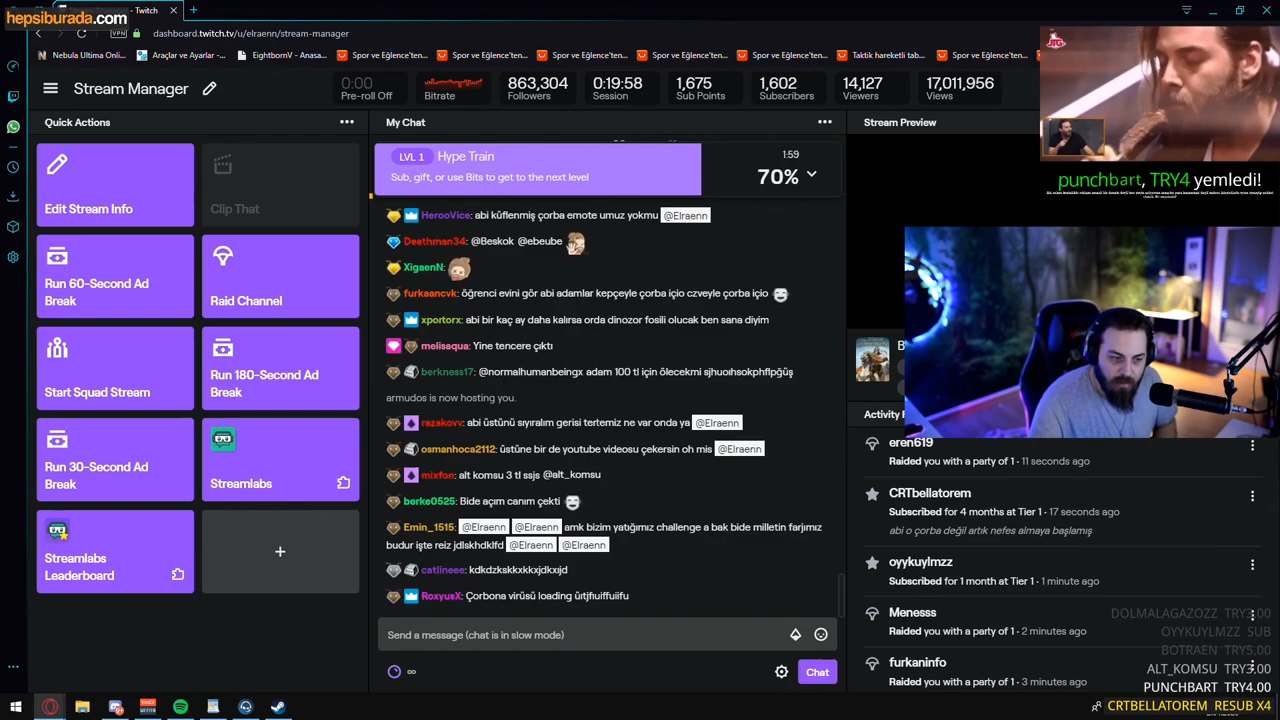 hepsiburada.com
Twitch
VPN
dashboard.twitch.tv/u/elraenn/stream-manager
Nebula Ultima Onli...
Araçlar ve Ayarlar -...
EightbornV - Anasa...
Spor ve Eğlence'ten...
Spor ve Eğlence'ten...
Spor ve Eğlence'ten...
Spor ve Eğlence'ten...
Spor ve Eğlence'ten...
Taktik hareketli tab...
Spor ve Eğlence'ten...
Stream Manager
0:00
Pre-roll Off
Bitrate
863,304
Followers
0:19:58
Session
1,675
Sub Points
1,602
Subscribers
14,127
Viewers
17,011,956
Views
Quick Actions
Edit Stream Info
Clip That
Run 60-Second Ad
Break
Raid Channel
Start Squad Stream
Run 180-Second Ad
Break
Run 30-Second Ad
Break
Streamlabs
Streamlabs
Leaderboard
My Chat
LVL 1 Hype Train
Sub, gift, or use Bits to get to the next level
1:59
70%
HerooVice: abi küflenmiş çorba emote umuz yokmu @Elraenn
Deathman34: @Beskok @ebeube
XigaenN:
furkaancvk: öğrenci evini gör abi adamlar kepçeyle çorba içio czveyle çorba içio
xportorx: abi bir kaç ay daha kalırsa orda dinozor fosili olucak ben sana diyim
melisaqua: Yine tencere çıktı
berkness17: @normalhumanbeingx adam 100 tl için ölecekmi sjhuoıhsokphflpğüş
armudos is now hosting you.
razakovv: abi üstünü sıyıralım gerisi tertemiz ne var onda ya @Elraenn
osmanhoca2112: üstüne bir de youtube videosu çekersin oh mis @Elraenn
mixfon: alt komsu 3 tl ssjs @alt_komsu
berke0525: Bide açım canım çekti
Emin_1515: @Elraenn @Elraenn amk bizim yatığımız challenge a bak bide milletin farjımız
budur işte reiz jdlskhdklfd @Elraenn @Elraenn
catlineee: kdkdzkskkxkkxjdkxıjd
RoxyusX: Çorbona virüsü loading
Send a message (chat is in slow mode)
∞
Chat
Stream Preview
punchbart, TRY4 yemledi!
B
Activity F
eren619
Raided you with a party of 1 • 11 seconds ago
CRTbellatorem
Subscribed for 4 months at Tier 1 • 17 seconds ago
abi o çorba değil artık nefes almaya başlamış
oyykuylmzz
Subscribed for 1 month at Tier 1 • 1 minute ago
Menesss
Raided you with a party of 1 • 2 minutes ago
furkaninfo
Raided you with a party of 1 • 3 minutes ago
DOLMALAGAZOZZ TRY3.00
OYYKUYLMZZ SUB
BOTRAEN TRY5.00
ALT_KOMSU TRY3.00
PUNCHBART TRY4.00
CRTBELLATOREM RESUB X4